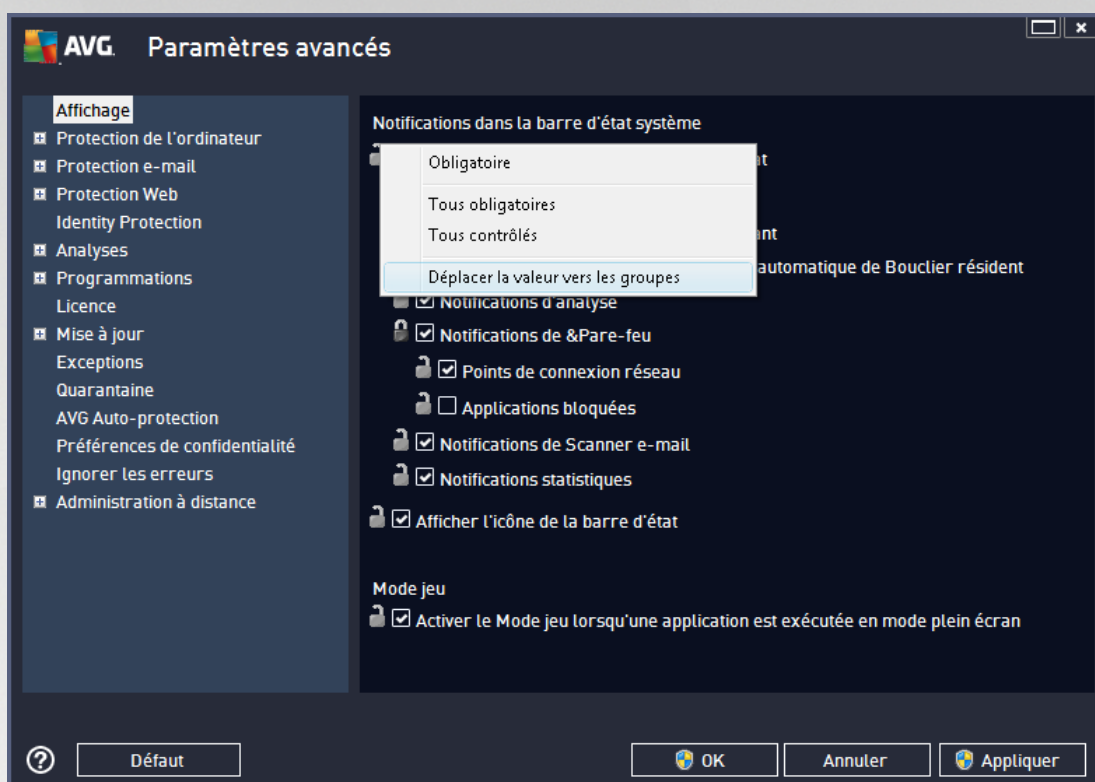 AVG. Paramètres avancés
Affichage
Protection de l'ordinateur
Protection e-mail
Protection Web
Identity Protection
Analyses
Programmations
Licence
Mise à jour
Exceptions
Quarantaine
AVG Auto-protection
Préférences de confidentialité
Ignorer les erreurs
Administration à distance
Notifications dans la barre d'état système
Obligatoire
Tous obligatoires
Tous contrôlés
Déplacer la valeur vers les groupes
automatique de Bouclier résident
Notifications d'analyse
Notifications de &Pare-feu
Points de connexion réseau
Applications bloquées
Notifications de Scanner e-mail
Notifications statistiques
Afficher l'icône de la barre d'état
Mode jeu
Activer le Mode jeu lorsqu'une application est exécutée en mode plein écran
Défaut
OK
Annuler
Appliquer